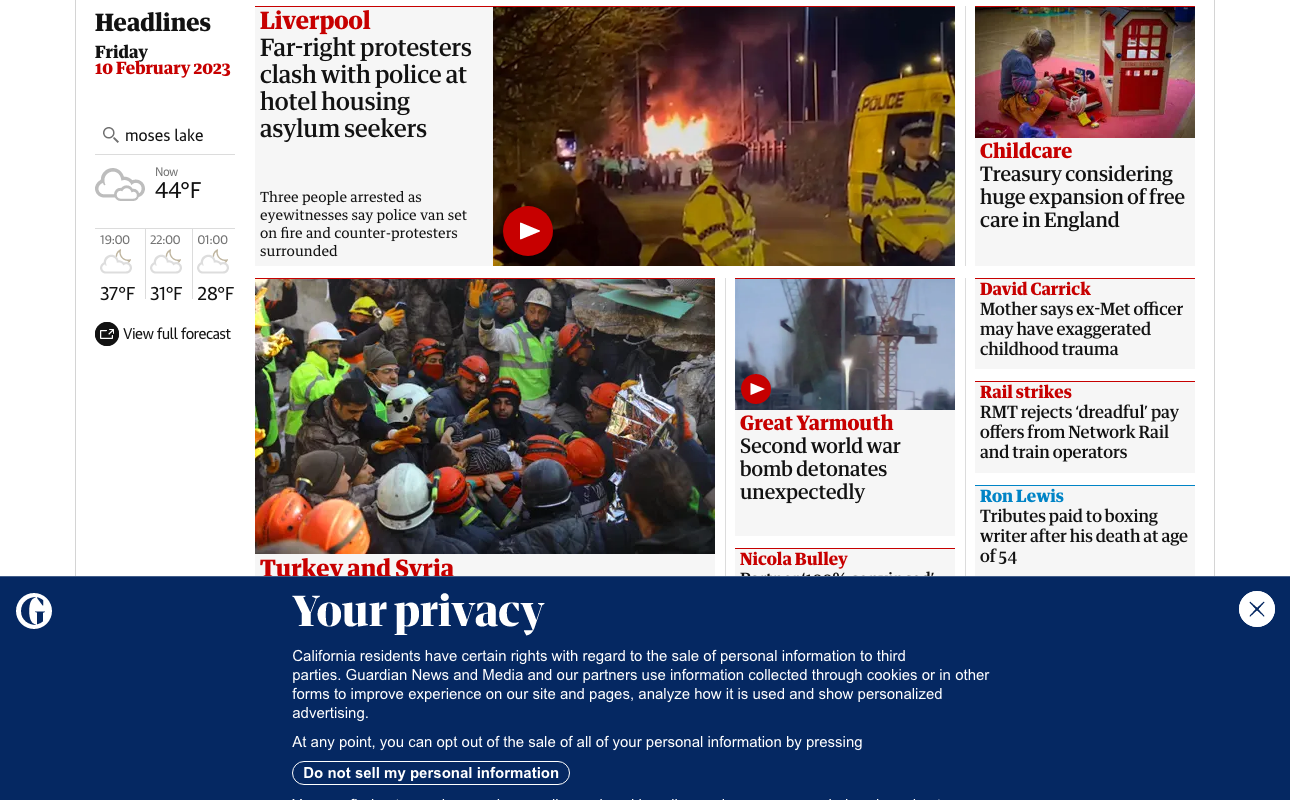 Headlines
Friday
10 February 2023
moses lake
Now
44°F
19:00
22:00
01:00
37°F
31°F
28°F
View full forecast
Liverpool
Far-right protesters
clash with police at
hotel housing
asylum seekers
Three people arrested as
eyewitnesses say police van set
on fire and counter-protesters
surrounded
POLICE
Childcare
Treasury considering
huge expansion of free
care in England
Turkey and Syria
Great Yarmouth
Second world war
bomb detonates
unexpectedly
Nicola Bulley
David Carrick
Mother says ex-Met officer
may have exaggerated
childhood trauma
Rail strikes
RMT rejects ‘dreadful’ pay
offers from Network Rail
and train operators
Ron Lewis
Tributes paid to boxing
writer after his death at age
of 54
G
Your privacy
California residents have certain rights with regard to the sale of personal information to third
parties. Guardian News and Media and our partners use information collected through cookies or in other
forms to improve experience on our site and pages, analyze how it is used and show personalized
advertising.
At any point, you can opt out of the sale of all of your personal information by pressing
Do not sell my personal information